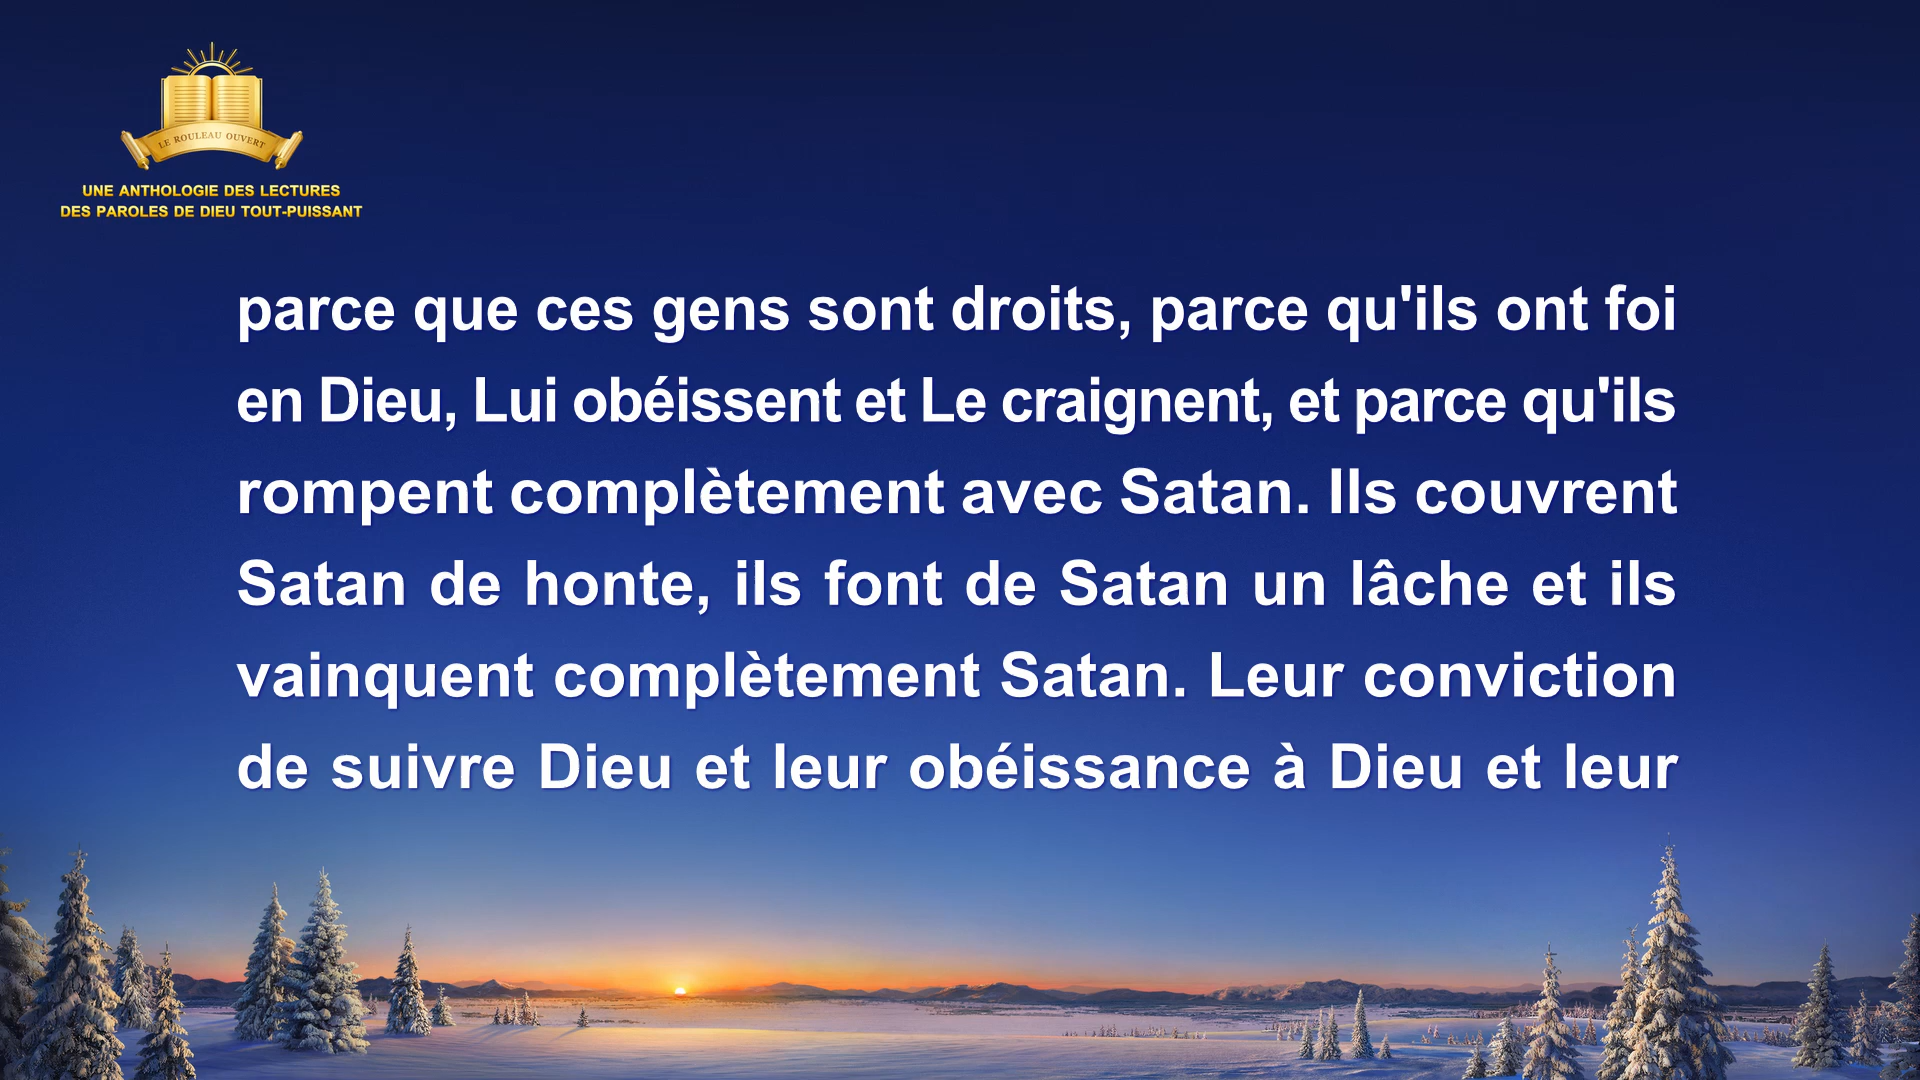 LE ROULEAU OUVERT
UNE ANTHOLOGIE DES LECTURES
DES PAROLES DE DIEU TOUT-PUISSANT
parce que ces gens sont droits, parce qu'ils ont foi
en Dieu, Lui obéissent et Le craignent, et parce qu'ils
rompent complètement avec Satan. Ils couvrent
Satan de honte, ils font de Satan un lâche et ils
vainquent complètement Satan. Leur conviction
de suivre Dieu et leur obéissance à Dieu et leur